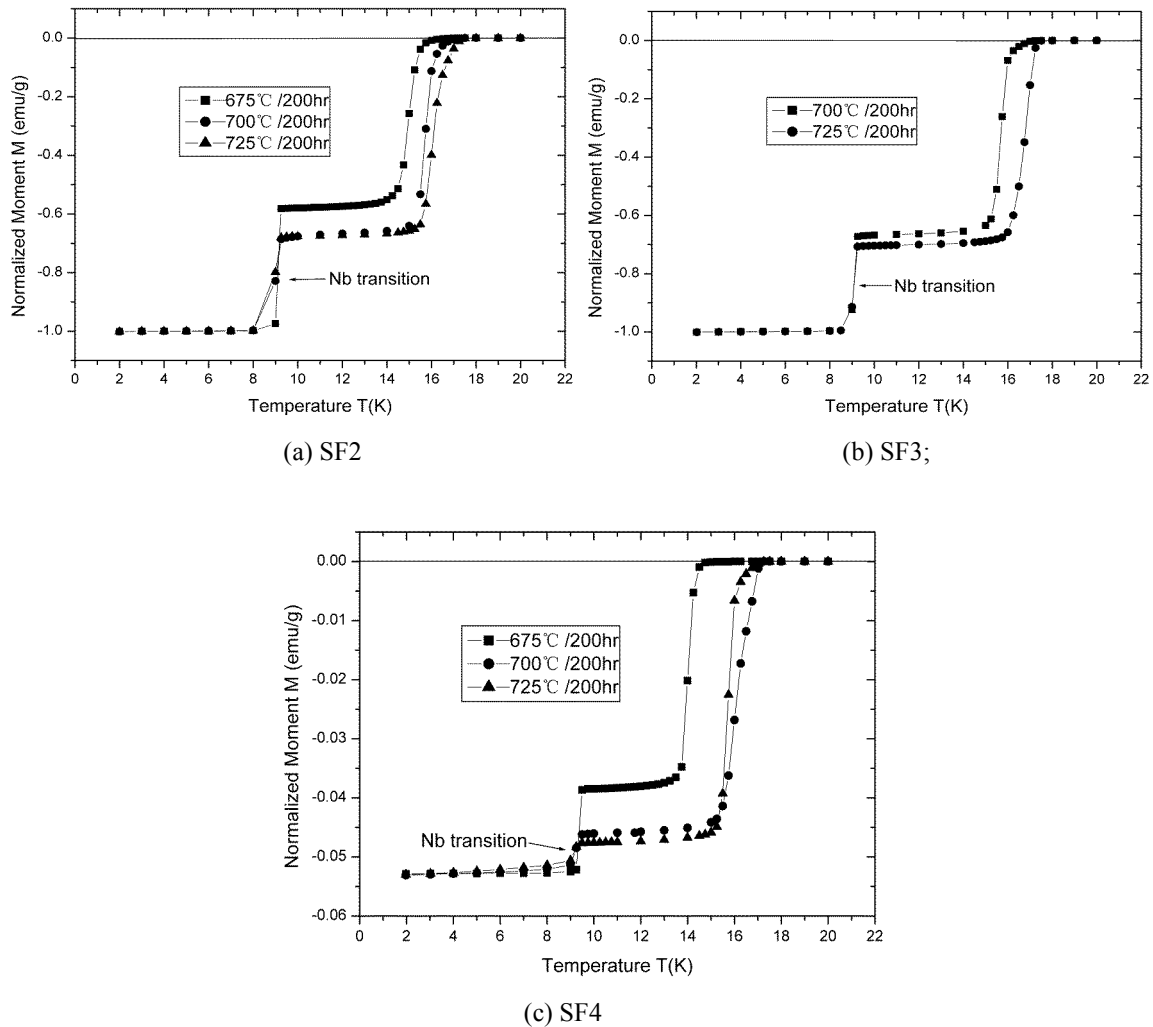 0.0
-0.2
-0.4
-0.6
-0.8
-1.0
Normalized Moment M (emu/g)
675℃ /200hr
700℃ /200hr
725℃ /200hr
Nb transition
0 2 4 6 8 10 12 14 16 18 20 22
Temperature T(K)
(a) SF2
0.0
-0.2
-0.4
-0.6
-0.8
-1.0
Normalized Moment M (emu/g)
700℃ /200hr
725℃ /200hr
Nb transition
0 2 4 6 8 10 12 14 16 18 20 22
Temperature T(K)
(b) SF3;
0.00
-0.01
-0.02
-0.03
-0.04
-0.05
-0.06
Normalized Moment M (emu/g)
675℃ /200hr
700℃ /200hr
725℃ /200hr
Nb transition
0 2 4 6 8 10 12 14 16 18 20 22
Temperature T(K)
(c) SF4